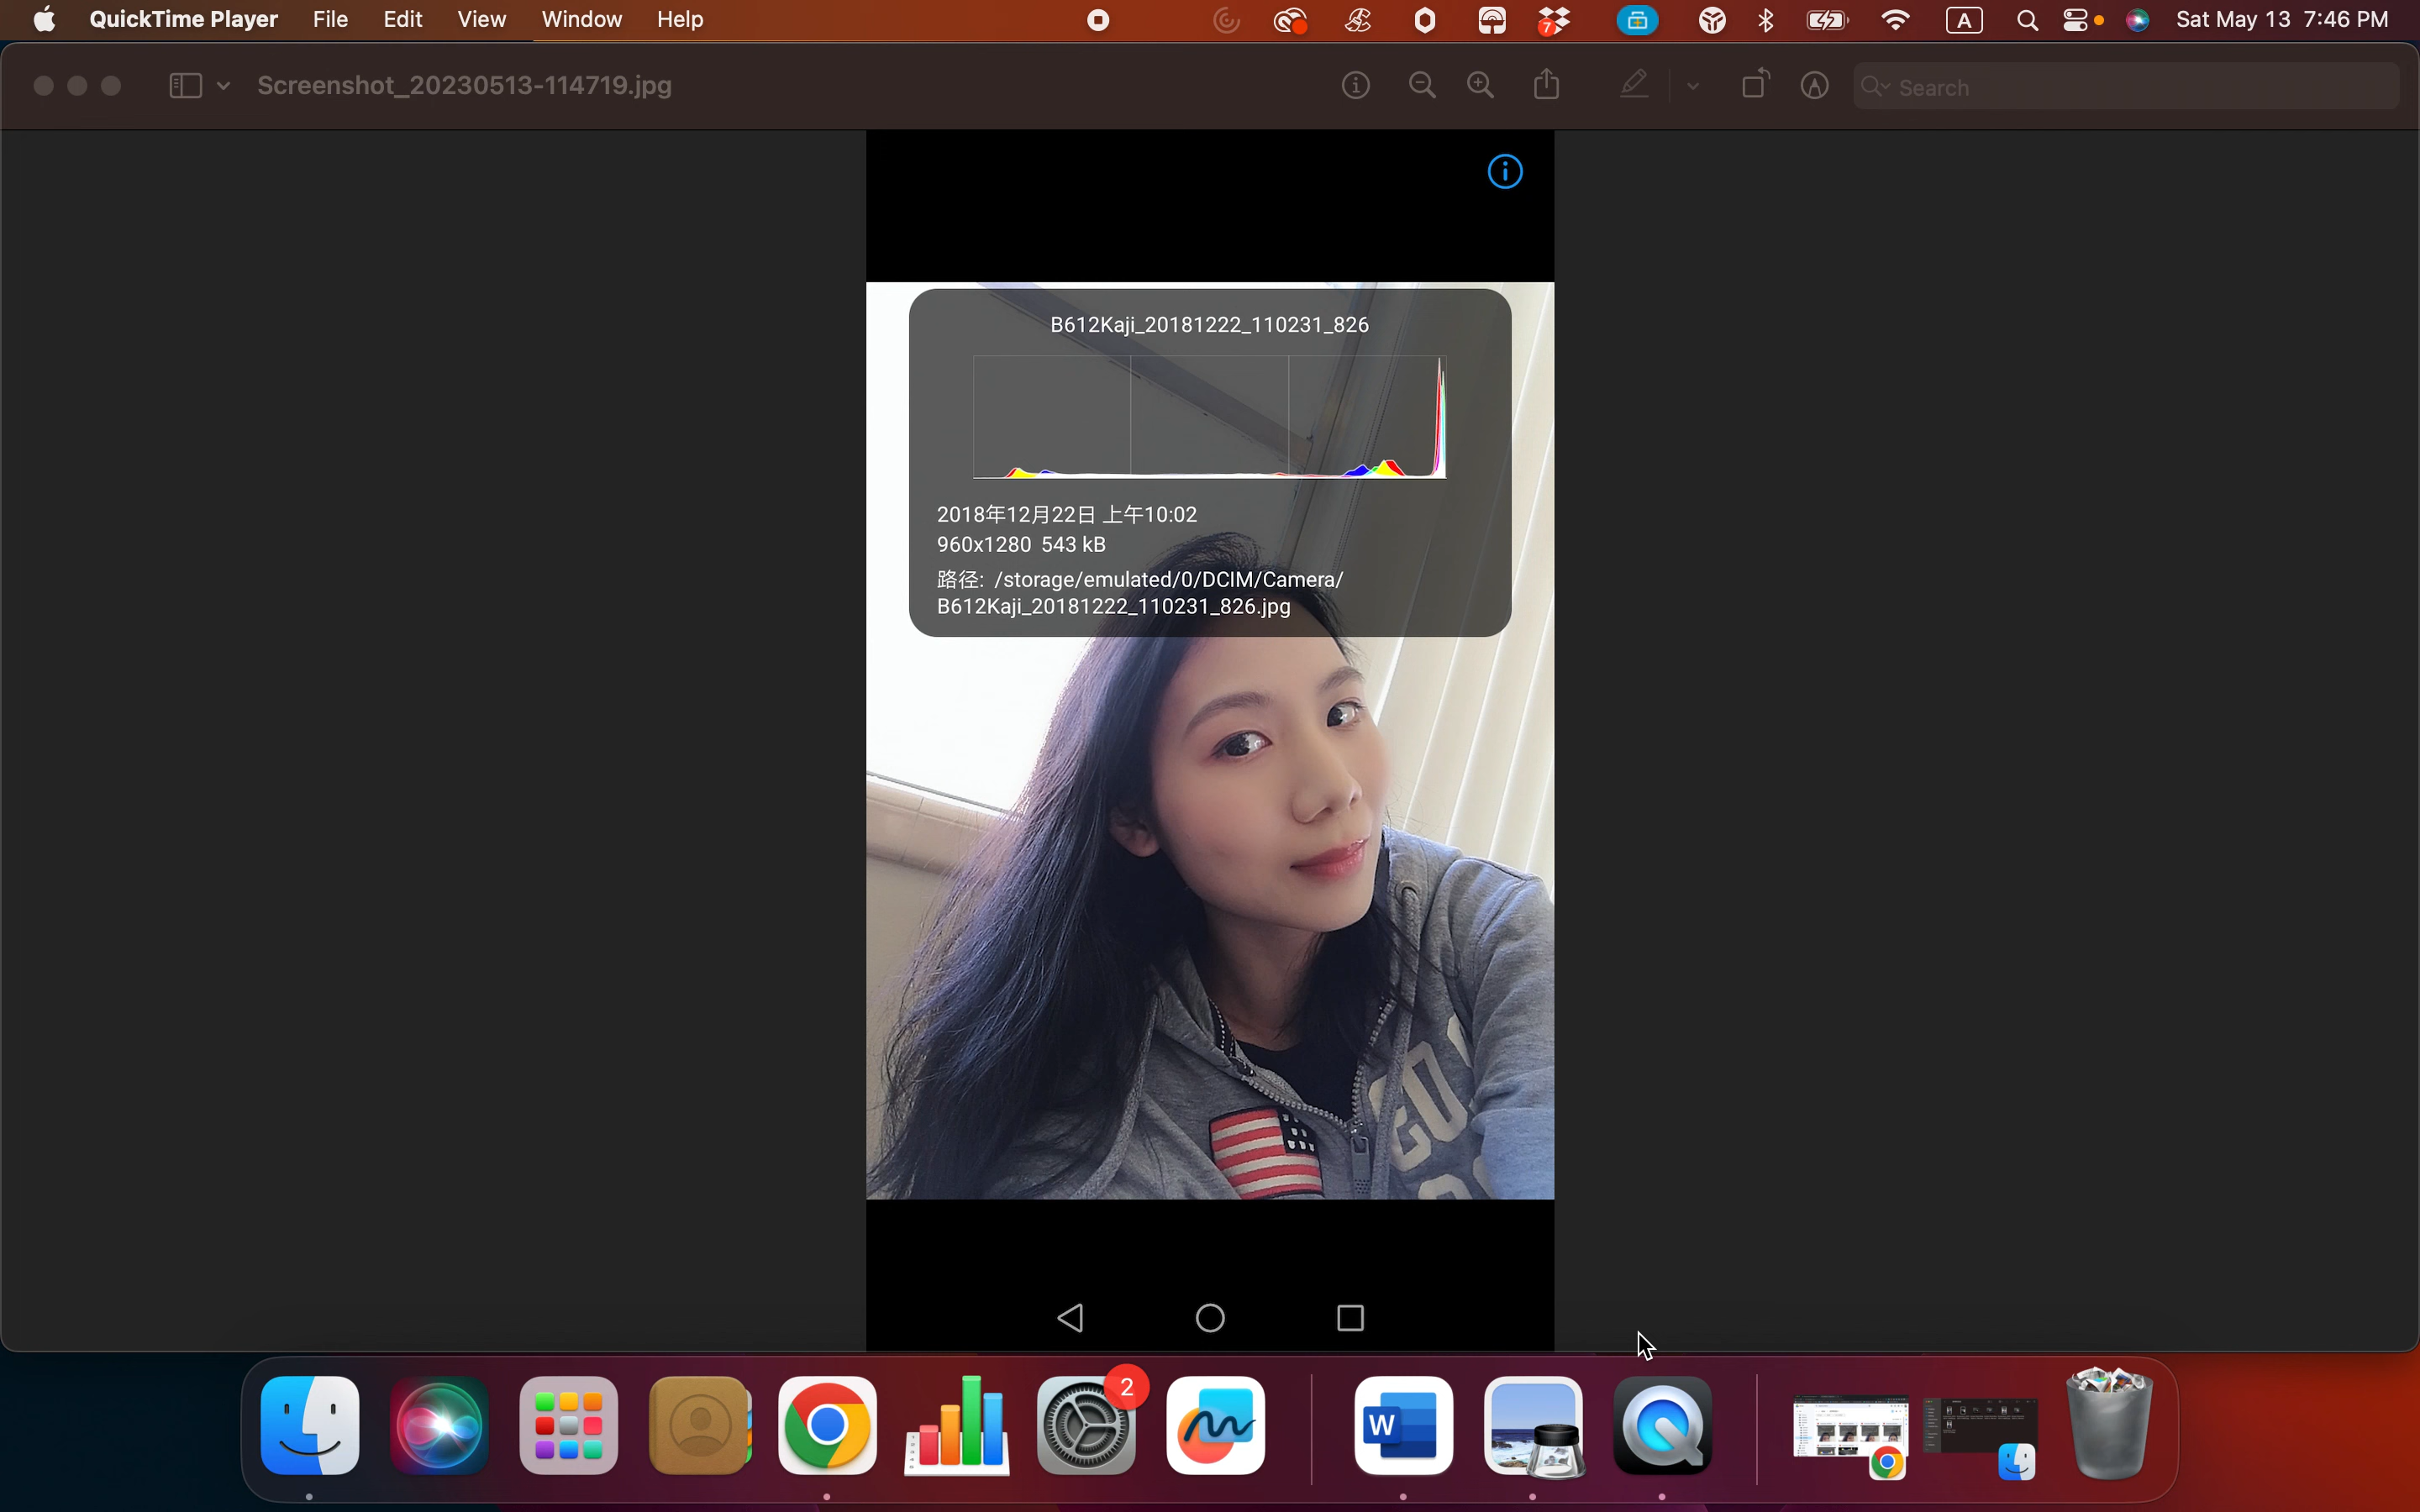 QuickTime Player File Edit View Window Help
7
A
Sat May 13 7:46 PM
Screenshot_20230513-114719.jpg
Search
B612Kaji_20181222_110231_826
2018年12月22日 上午10:02
960x1280 543 kB
路径: /storage/emulated/0/DCIM/Camera/
B612Kaji_20181222_110231_826.jpg
2
W